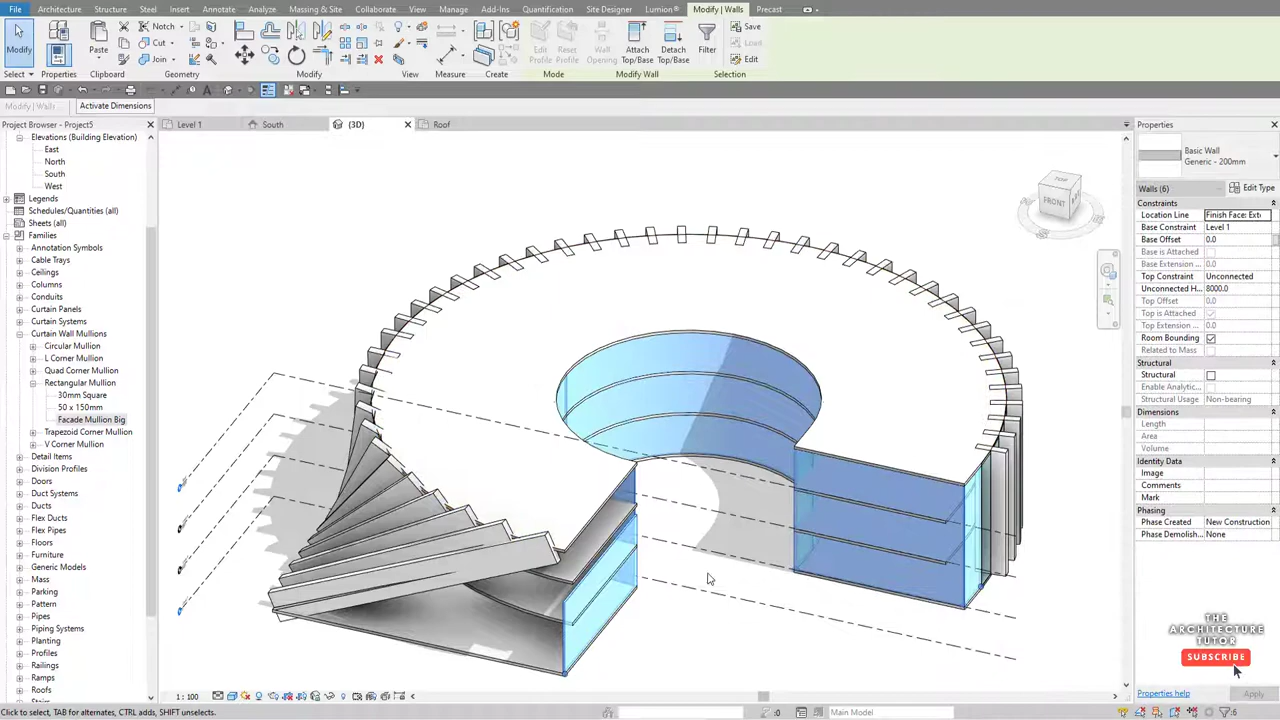 File Architecture Structure Steel Systems Insert Annotate Analyze Massing & Site Collaborate View Manage Add-Ins Quantification Site Designer Lumion® Modify | Walls Precast
Modify Properties Paste Notch Cut Join Edit Profile Reset Profile Wall Opening Attach Top/Base Detach Top/Base Filter Save Load Edit
Select Properties Clipboard Geometry Modify View Measure Create Mode Modify Wall Selection
Modify | Walls Activate Dimensions
Project Browser - Project5
Level 1 South (3D) Roof
Properties
Elevations (Building Elevation)
East
North
South
West
Legends
Schedules/Quantities (all)
Sheets (all)
Families
Annotation Symbols
Cable Trays
Ceilings
Columns
Conduits
Curtain Panels
Curtain Systems
Curtain Wall Mullions
Circular Mullion
L Corner Mullion
Quad Corner Mullion
Rectangular Mullion
30mm Square
50 x 150mm
Facade Mullion Big
Trapezoid Corner Mullion
V Corner Mullion
Detail Items
Division Profiles
Doors
Duct Systems
Ducts
Flex Ducts
Flex Pipes
Floors
Furniture
Generic Models
Mass
Parking
Pattern
Pipes
Piping Systems
Planting
Profiles
Railings
Ramps
Roofs
TOP
FRONT
Basic Wall
Generic - 200mm
Walls (6) Edit Type
Constraints
Location Line Finish Face: Ext
Base Constraint Level 1
Base Offset 0.0
Base is Attached
Base Extension ...
Top Constraint Unconnected
Unconnected H... 8000.0
Top Offset 0.0
Top is Attached
Top Extension ... 0.0
Room Bounding
Related to Mass
Structural
Structural
Enable Analytic...
Structural Usage Non-bearing
Dimensions
Length
Area
Volume
Identity Data
Image
Comments
Mark
Phasing
Phase Created New Construction
Phase Demolish... None
THE
ARCHITECTURE
TUTOR
SUBSCRIBE
Properties help Apply
1 : 100
Click to select, TAB for alternates, CTRL adds, SHIFT unselects. :0 Main Model :6